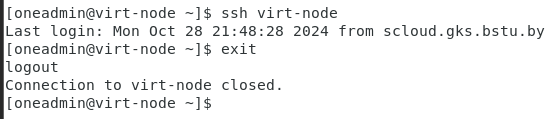 [oneadmin@virt-node ~]$ ssh virt-node
Last login: Mon Oct 28 21:48:28 2024 from scloud.gks.bstu.by
[oneadmin@virt-node ~]$ exit
logout
Connection to virt-node closed.
[oneadmin@virt-node ~]$